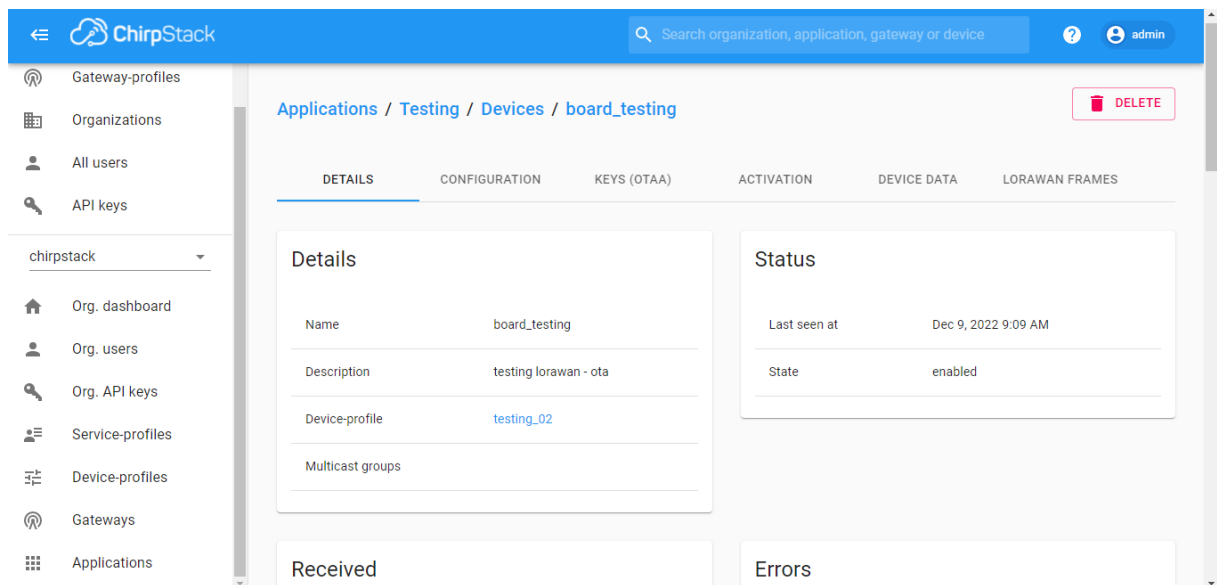 ChirpStack
Search organization, application, gateway or device
? admin
Gateway-profiles
Organizations
All users
API keys
chirpstack
Org. dashboard
Org. users
Org. API keys
Service-profiles
Device-profiles
Gateways
Applications
Applications / Testing / Devices / board_testing
DELETE
DETAILS CONFIGURATION KEYS (OTAA) ACTIVATION DEVICE DATA LORAWAN FRAMES
Details
Name board_testing
Description testing lorawan - ota
Device-profile testing_02
Multicast groups
Status
Last seen at Dec 9, 2022 9:09 AM
State enabled
Received
Errors